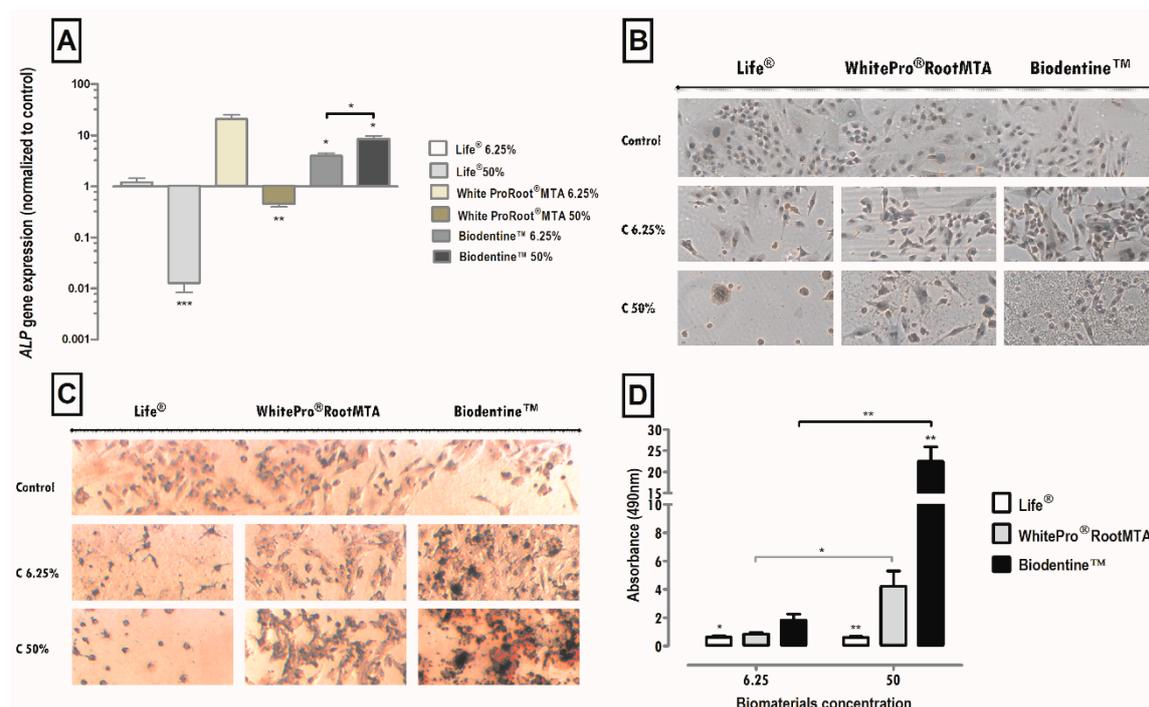 A
ALP gene expression (normalized to control)
100
10
1
0.1
0.01
0.001
***
**
*
*
*
Life® 6.25%
Life®50%
White ProRoot®MTA 6.25%
White ProRoot®MTA 50%
Biodentine™ 6.25%
Biodentine™ 50%
B
Life® WhitePro®RootMTA Biodentine™
Control
C 6.25%
C 50%
C
Life® WhitePro®RootMTA Biodentine™
Control
C 6.25%
C 50%
D
Absorbance (490nm)
30
25
20
15
10
8
6
4
2
0
**
**
*
*
**
6.25 50
Biomaterials concentration
Life®
WhitePro®RootMTA
Biodentine™